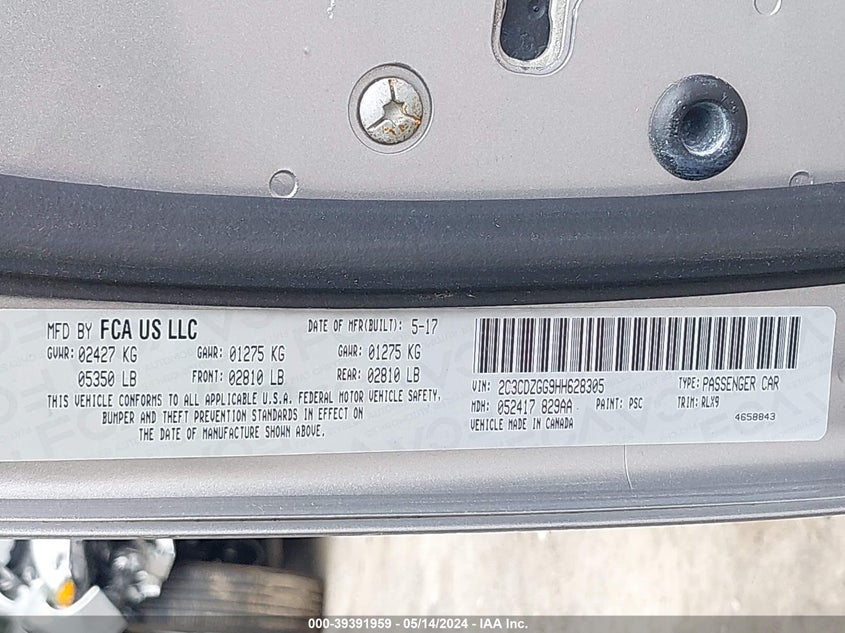 MFD BY FCA US LLC DATE OF MFR(BUILT): 5-17
GVWR: 02427 KG GAWR: 01275 KG GAWR: 01275 KG
05350 LB FRONT: 02810 LB REAR: 02810 LB
THIS VEHICLE CONFORMS TO ALL APPLICABLE U.S.A. FEDERAL MOTOR VEHICLE SAFETY,
BUMPER AND THEFT PREVENTION STANDARDS IN EFFECT ON
THE DATE OF MANUFACTURE SHOWN ABOVE.
VIN: 2C3CDZGG9HH628305 TYPE: PASSENGER CAR
MDH: 052417 829AA PAINT: PSC TRIM: RLX9
VEHICLE MADE IN CANADA 4658843
000-39391959 — 05/14/2024 — IAA Inc.